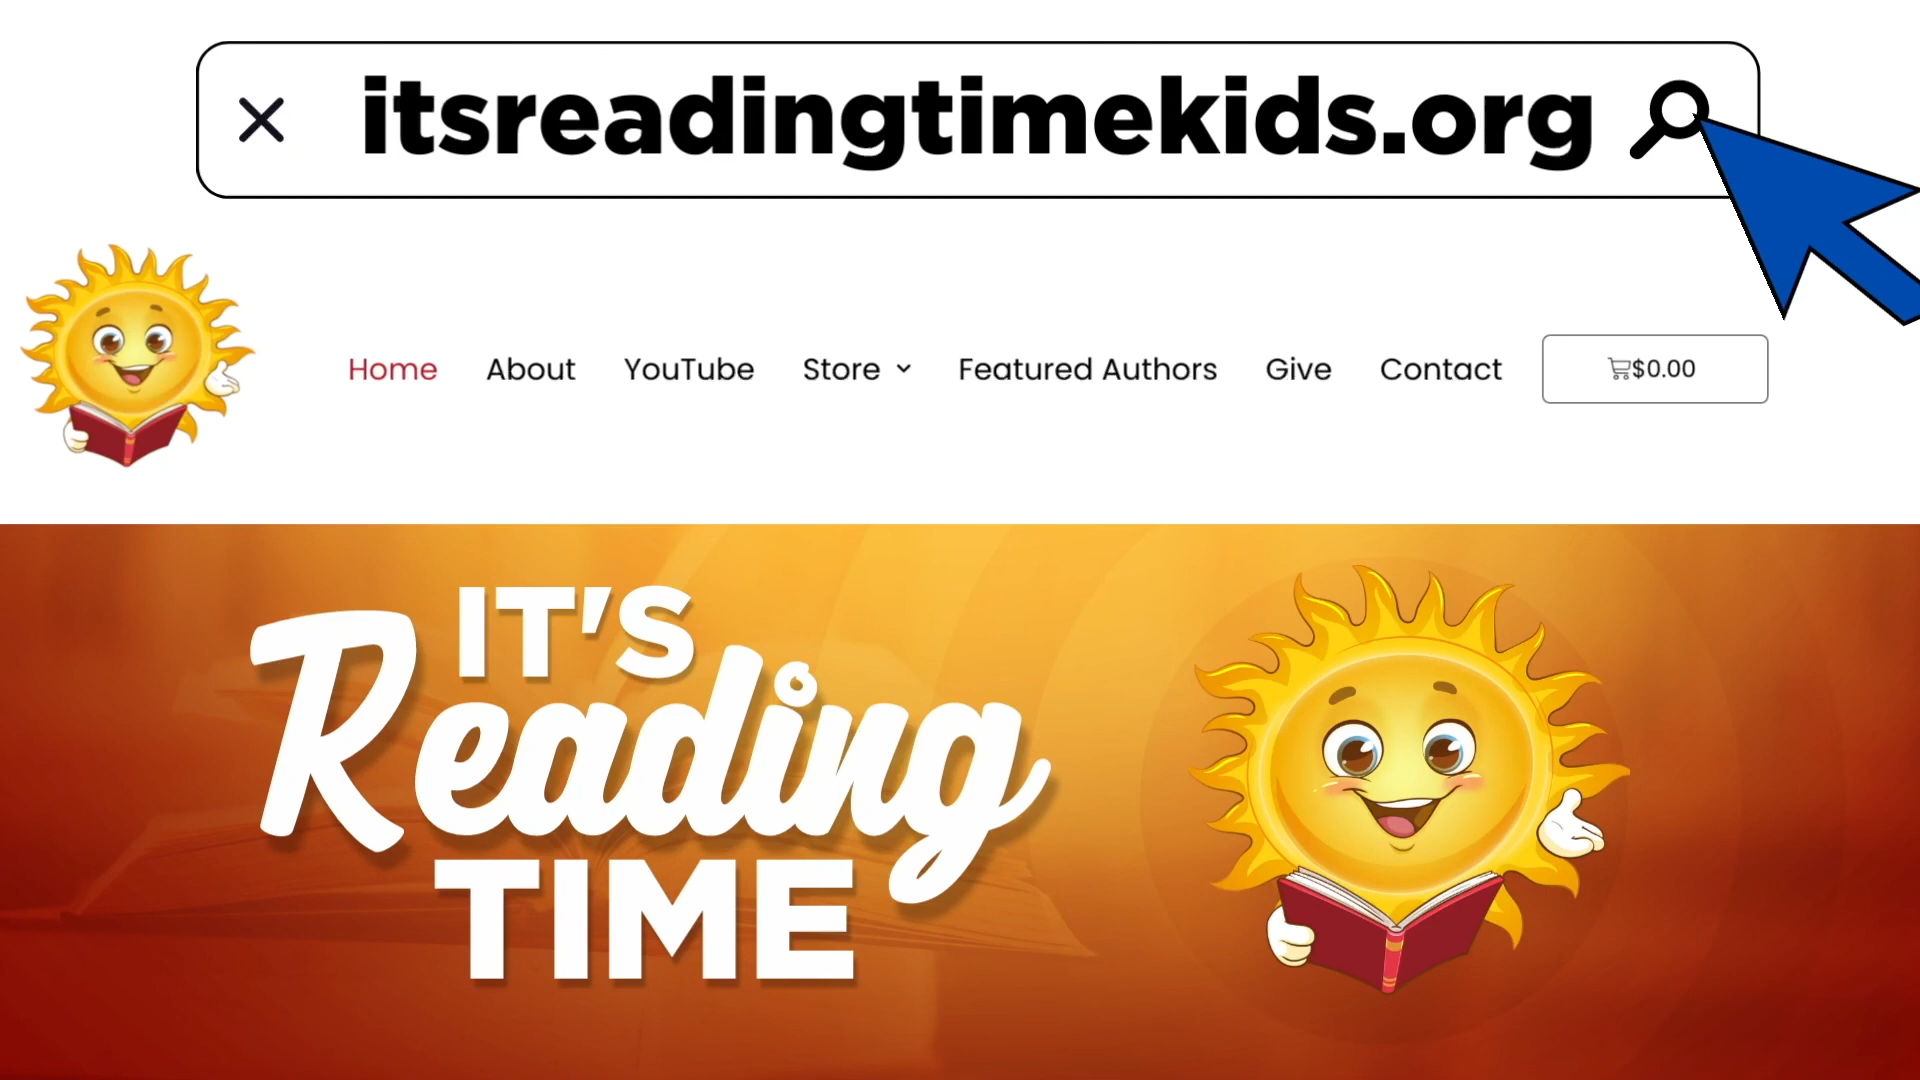 itsreadingtimekids.org
Home About YouTube Store Featured Authors Give Contact $0.00
IT'S
Reading
TIME